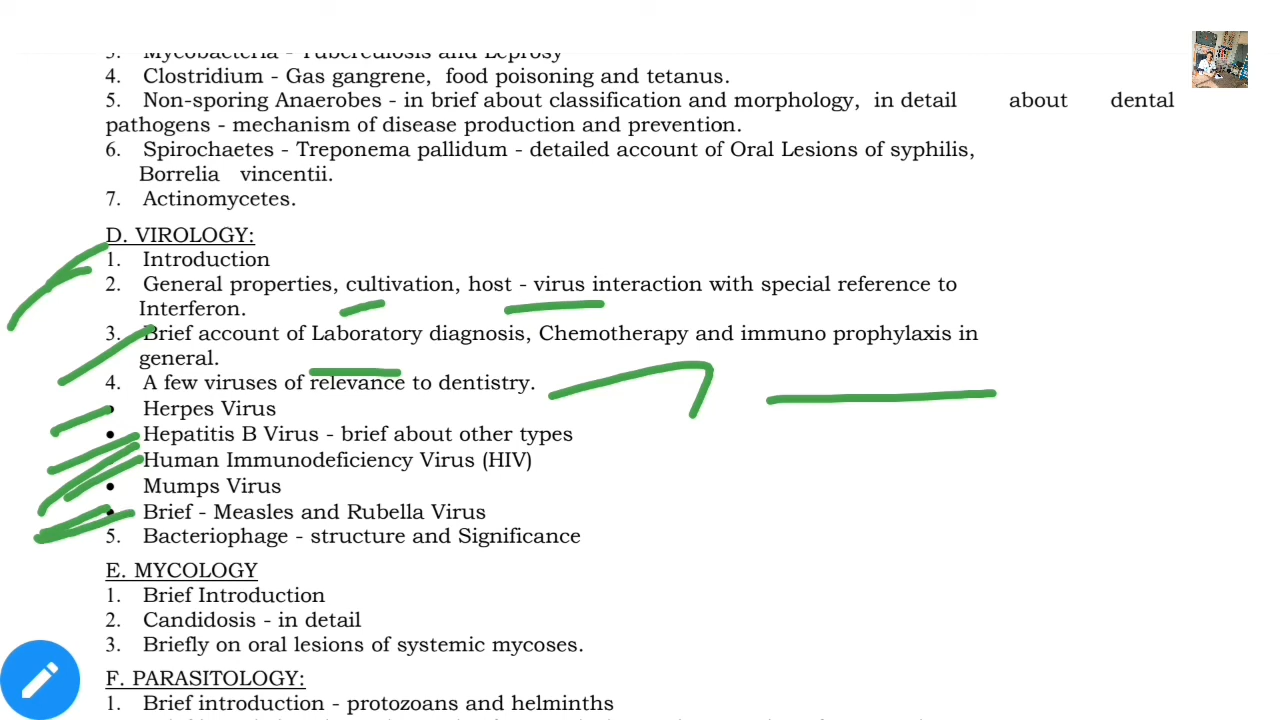 3. Mycobacteria - Tuberculosis and Leprosy
4. Clostridium - Gas gangrene, food poisoning and tetanus.
5. Non-sporing Anaerobes - in brief about classification and morphology, in detail about dental
pathogens - mechanism of disease production and prevention.
6. Spirochaetes - Treponema pallidum - detailed account of Oral Lesions of syphilis,
Borrelia vincentii.
7. Actinomycetes.
D. VIROLOGY:
1. Introduction
2. General properties, cultivation, host - virus interaction with special reference to
Interferon.
3. Brief account of Laboratory diagnosis, Chemotherapy and immuno prophylaxis in
general.
4. A few viruses of relevance to dentistry.
• Herpes Virus
• Hepatitis B Virus - brief about other types
Human Immunodeficiency Virus (HIV)
• Mumps Virus
• Brief - Measles and Rubella Virus
5. Bacteriophage - structure and Significance
E. MYCOLOGY
1. Brief Introduction
2. Candidosis - in detail
3. Briefly on oral lesions of systemic mycoses.
F. PARASITOLOGY:
1. Brief introduction - protozoans and helminths